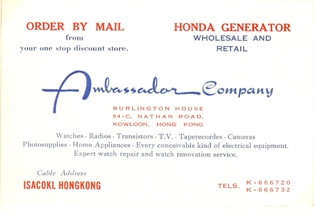 ORDER BY MAIL
from
your one stop discount store.
HONDA GENERATOR
WHOLESALE AND
RETAIL
Ambassador Company
BURLINGTON HOUSE
94-C, NATHAN ROAD,
KOWLOON, HONG KONG
Watches - Radios - Transistors - T.V. - Taperecordes - Cameras
Photosupplies - Home Appliances - Every conceivable kind of electrical equipment.
Expert watch repair and watch renovation service.
Cable Address
ISACOKL HONGKONG
TELS. K-666720
K-666732